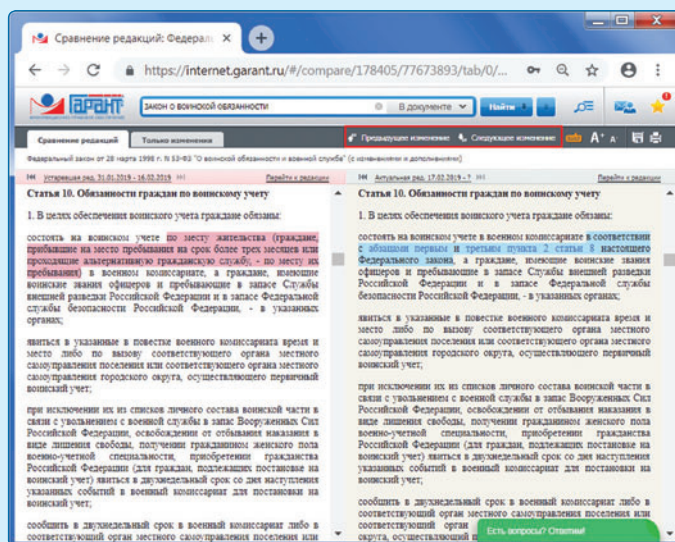 Сравнение редакций: Федерал
https://internet.garant.ru/#/compare/178405/77673893/tab/0/...
ГАРАНТ
ЗАКОН О ВОИНСКОЙ ОБЯЗАННОСТИ
В документе
Найти
Сравнение редакций
Только изменения
Предыдущее изменение
Следующее изменение
A+
A-
Федеральный закон от 28 марта 1998 г. N 53-ФЗ "О воинской обязанности и военной службе" (с изменениями и дополнениями)
Устаревшая ред. 31.01.2019 - 16.02.2019
Перейти к редакции
Статья 10. Обязанности граждан по воинскому учету
1. В целях обеспечения воинского учета граждане обязаны:
состоять на воинском учете по месту жительства (граждане,
прибывшие на место пребывания на срок более трех месяцев или
проходящие альтернативную гражданскую службу, - по месту их
пребывания) в военном комиссариате, а граждане, имеющие
воинские звания офицеров и пребывающие в запасе Службы
внешней разведки Российской Федерации и в запасе Федеральной
службы безопасности Российской Федерации, - в указанных
органах;
явиться в указанные в повестке военного комиссариата время и
место либо по вызову соответствующего органа местного
самоуправления поселения или соответствующего органа местного
самоуправления городского округа, осуществляющего первичный
воинский учет;
при исключении их из списков личного состава воинской части в
связи с увольнением с военной службы в запас Вооруженных Сил
Российской Федерации, освобождении от отбывания наказания в
виде лишения свободы, получении гражданином женского пола
военно-учетной специальности, приобретении гражданства
Российской Федерации (для граждан, подлежащих постановке на
воинский учет) явиться в двухнедельный срок со дня наступления
указанных событий в военный комиссариат для постановки на
воинский учет;
сообщить в двухнедельный срок в военный комиссариат либо в
соответствующий орган местного самоуправления поселения или
Актуальная ред. 17.02.2019 - ?
Перейти к редакции
Статья 10. Обязанности граждан по воинскому учету
1. В целях обеспечения воинского учета граждане обязаны:
состоять на воинском учете в военном комиссариате в соответствии
с абзацами первым и третьим пункта 2 статьи 8 настоящего
Федерального закона, а граждане, имеющие воинские звания
офицеров и пребывающие в запасе Службы внешней разведки
Российской Федерации и в запасе Федеральной службы
безопасности Российской Федерации, - в указанных органах;
явиться в указанные в повестке военного комиссариата время и
место либо по вызову соответствующего органа местного
самоуправления поселения или соответствующего органа местного
самоуправления городского округа, осуществляющего первичный
воинский учет;
при исключении их из списков личного состава воинской части в
связи с увольнением с военной службы в запас Вооруженных Сил
Российской Федерации, освобождении от отбывания наказания в
виде лишения свободы, получении гражданином женского пола
военно-учетной специальности, приобретении гражданства
Российской Федерации (для граждан, подлежащих постановке на
воинский учет) явиться в двухнедельный срок со дня наступления
указанных событий в военный комиссариат для постановки на
воинский учет;
сообщить в двухнедельный срок в военный комиссариат либо в
соответствующий орган местного самоуправления поселения или
соответствующий орган
округа, осуществляющий
Есть вопросы? Ответим!